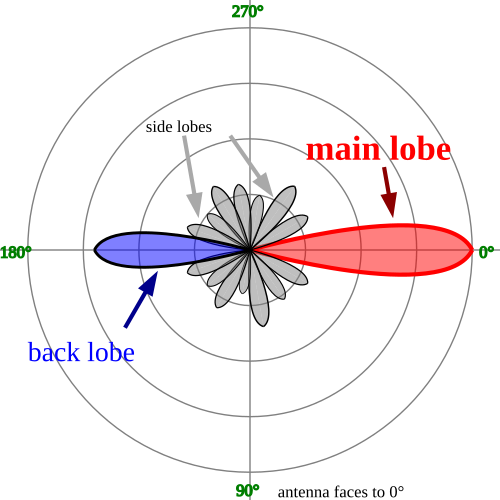 270°
side lobes
main lobe
180°
0°
back lobe
90°
antenna faces to 0°